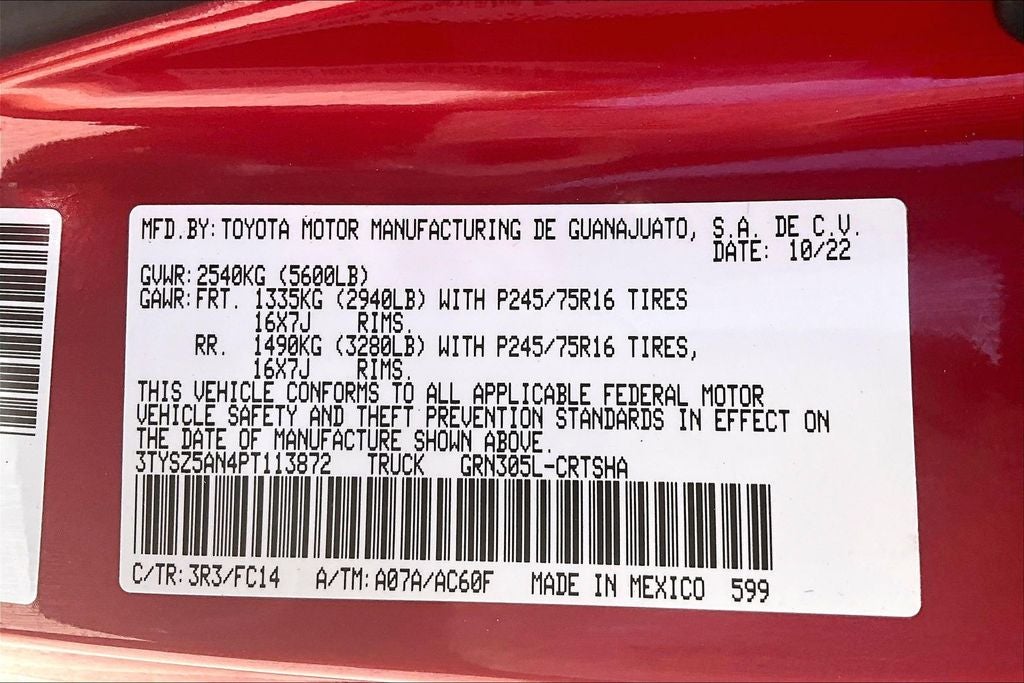 MFD.BY: TOYOTA MOTOR MANUFACTURING DE GUANAJUATO, S.A. DE C.V.
DATE: 10/22
GVWR: 2540KG (5600LB)
GAWR: FRT. 1335KG (2940LB) WITH P245/75R16 TIRES
16X7J RIMS.
RR. 1490KG (3280LB) WITH P245/75R16 TIRES,
16X7J RIMS.
THIS VEHICLE CONFORMS TO ALL APPLICABLE FEDERAL MOTOR
VEHICLE SAFETY AND THEFT PREVENTION STANDARDS IN EFFECT ON
THE DATE OF MANUFACTURE SHOWN ABOVE.
3TYSZ5AN4PT113872 TRUCK GRN305L-CRTSHA
C/TR: 3R3/FC14 A/TM: A07A/AC60F MADE IN MEXICO 599